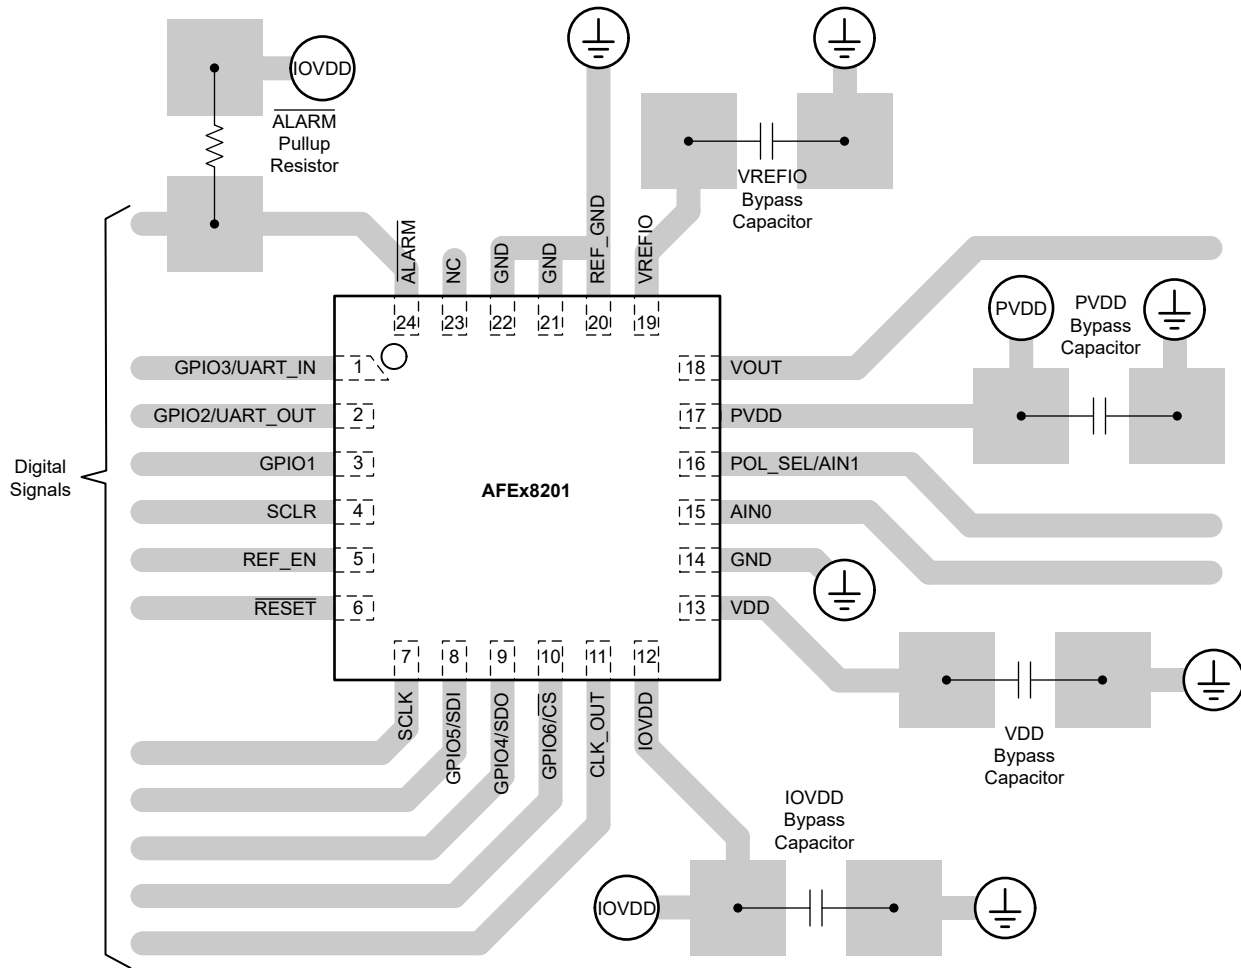 IOVDD
ALARM
Pullup
Resistor
VREFIO
Bypass
Capacitor
ALARM
NC
GND
GND
REF_GND
VREFIO
24
23
22
21
20
19
PVDD
PVDD
Bypass
Capacitor
GPIO3/UART_IN
1
GPIO2/UART_OUT
2
GPIO1
3
SCLR
4
REF_EN
5
RESET
6
Digital
Signals
AFEx8201
18
VOUT
17
PVDD
16
POL_SEL/AIN1
15
AIN0
14
GND
13
VDD
7
8
9
10
11
12
SCLK
GPIO5/SDI
GPIO4/SDO
GPIO6/CS
CLK_OUT
IOVDD
VDD
Bypass
Capacitor
IOVDD
Bypass
Capacitor
IOVDD